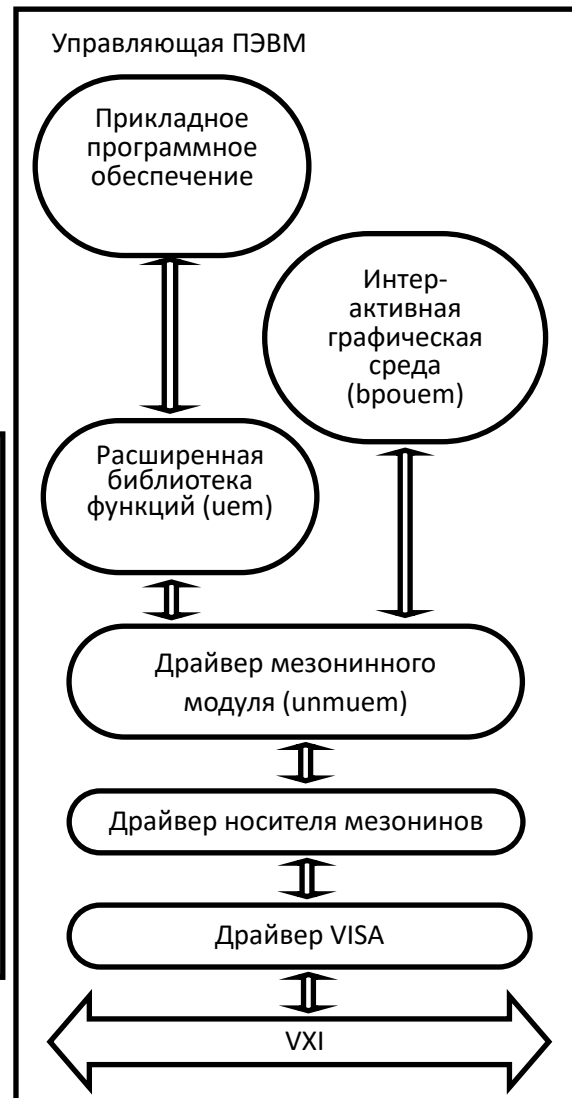 Управляющая ПЭВМ
Прикладное
программное
обеспечение
Интер-
активная
графическая
среда
(bpouem)
Расширенная
библиотека
функций (uem)
Драйвер мезонинного
модуля (unmuem)
Драйвер носителя мезонинов
Драйвер VISA
VXI